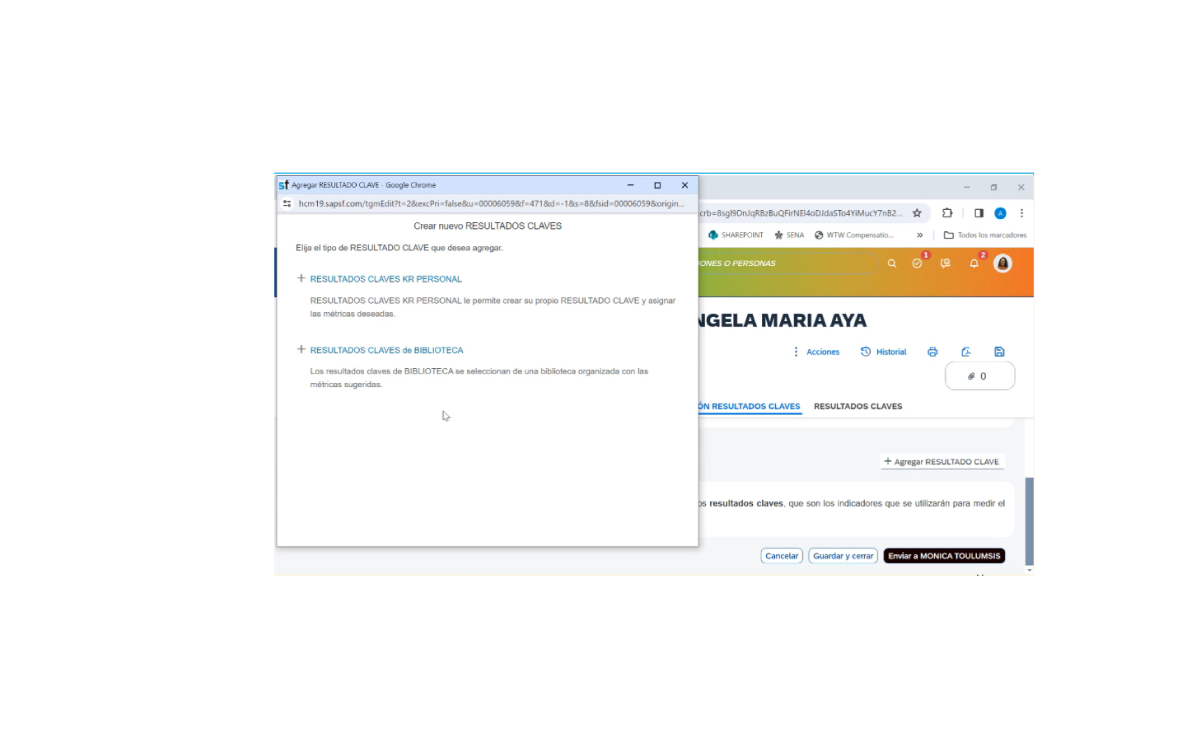 sf Agregar RESULTADO CLAVE - Google Chrome
hcm19.sapsf.com/tgmEdit?t=2&excPri=false&u=00006059&f=471&d=-1&s=8&fsid=00006059&origin...
Crear nuevo RESULTADOS CLAVES
Elija el tipo de RESULTADO CLAVE que desea agregar.
+ RESULTADOS CLAVES KR PERSONAL
RESULTADOS CLAVES KR PERSONAL le permite crear su propio RESULTADO CLAVE y asignar
las métricas deseadas.
+ RESULTADOS CLAVES de BIBLIOTECA
Los resultados claves de BIBLIOTECA se seleccionan de una biblioteca organizada con las
métricas sugeridas.
A
SHAREPOINT SENA WTW Compensatio... » Todos los marcadores
ONES O PERSONAS 1 2
NGELA MARIA AYA
Acciones Historial
0
ÓN RESULTADOS CLAVES RESULTADOS CLAVES
+ Agregar RESULTADO CLAVE
os resultados claves, que son los indicadores que se utilizarán para medir el
Cancelar Guardar y cerrar Enviar a MONICA TOULUMSIS